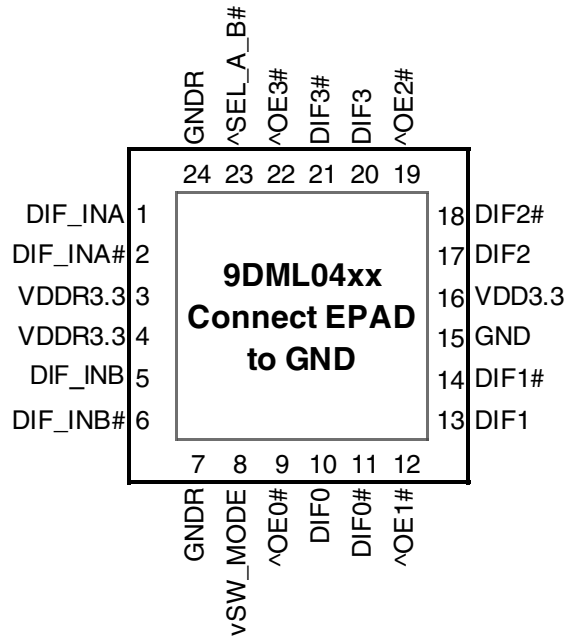 GNDR
^SEL_A_B#
^OE3#
DIF3#
DIF3
^OE2#
24 23 22 21 20 19
DIF_INA 1
DIF_INA# 2
VDDR3.3 3
VDDR3.3 4
DIF_INB 5
DIF_INB# 6
9DML04xx
Connect EPAD
to GND
18 DIF2#
17 DIF2
16 VDD3.3
15 GND
14 DIF1#
13 DIF1
7 8 9 10 11 12
GNDR
vSW_MODE
^OE0#
DIF0
DIF0#
^OE1#